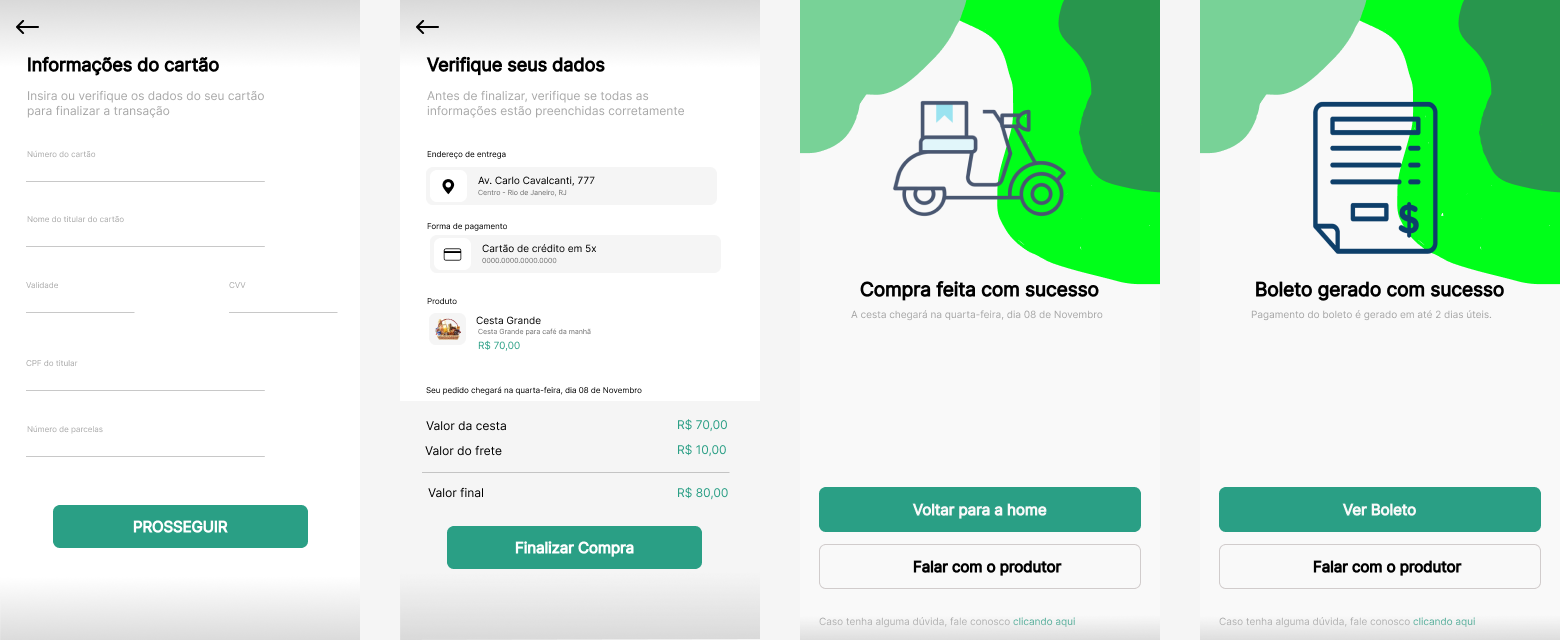 Informações do cartão
Insira ou verifique os dados do seu cartão
para finalizar a transação
Número do cartão
Nome do titular do cartão
Validade
CVV
CPF do titular
Número de parcelas
PROSSEGUIR
Verifique seus dados
Antes de finalizar, verifique se todas as
informações estão preenchidas corretamente
Endereço de entrega
Av. Carlo Cavalcanti, 777
Centro - Rio de Janeiro, RJ
Forma de pagamento
Cartão de crédito em 5x
0000.0000.0000.0000
Produto
Cesta Grande
Cesta Grande para café da manhã
R$ 70,00
Seu pedido chegará na quarta-feira, dia 08 de Novembro
Valor da cesta R$ 70,00
Valor do frete R$ 10,00
Valor final R$ 80,00
Finalizar Compra
Compra feita com sucesso
A cesta chegará na quarta-feira, dia 08 de Novembro
Voltar para a home
Falar com o produtor
Caso tenha alguma dúvida, fale conosco clicando aqui
$
Boleto gerado com sucesso
Pagamento do boleto é gerado em até 2 dias úteis.
Ver Boleto
Falar com o produtor
Caso tenha alguma dúvida, fale conosco clicando aqui